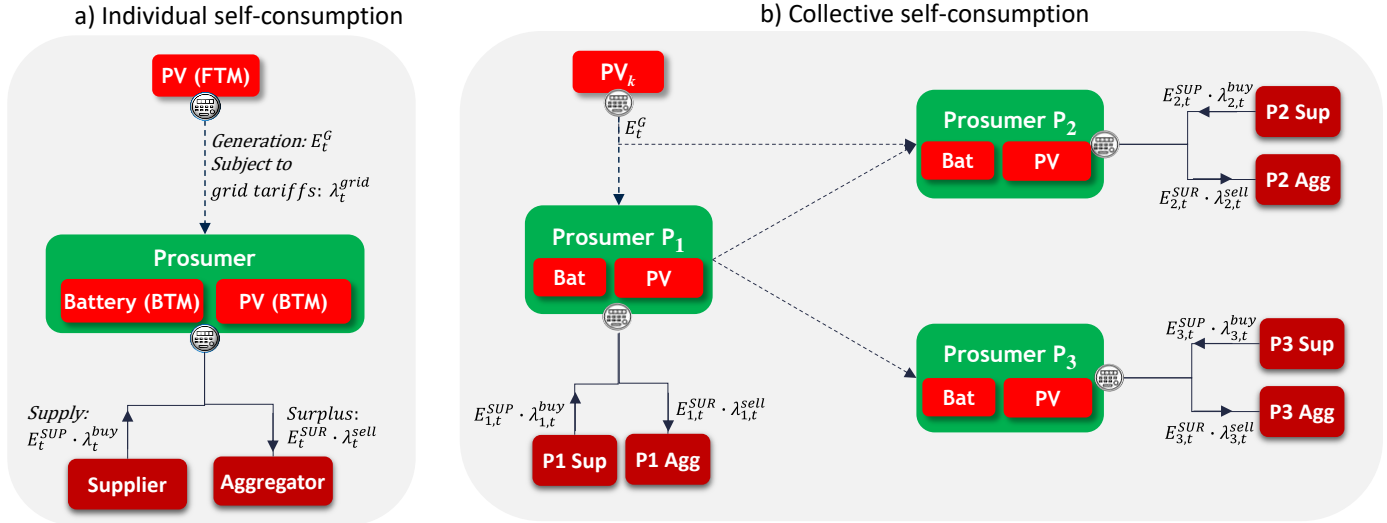 a) Individual self-consumption
PV (FTM)
Generation: E_t^G
Subject to
grid tariffs: λ_t^grid
Prosumer
Battery (BTM)
PV (BTM)
Supply:
E_t^SUP · λ_t^buy
Surplus:
E_t^SUR · λ_t^sell
Supplier
Aggregator
b) Collective self-consumption
PV_k
E_t^G
Prosumer P_1
Bat
PV
E_1,t^SUP · λ_1,t^buy
E_1,t^SUR · λ_1,t^sell
P1 Sup
P1 Agg
Prosumer P_2
Bat
PV
E_2,t^SUP · λ_2,t^buy
P2 Sup
E_2,t^SUR · λ_2,t^sell
P2 Agg
Prosumer P_3
Bat
PV
E_3,t^SUP · λ_3,t^buy
P3 Sup
E_3,t^SUR · λ_3,t^sell
P3 Agg